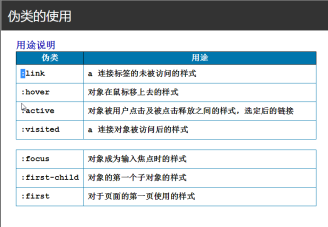 伪类的使用
用途说明
伪类 用途
:link a 连接标签的未被访问的样式
:hover 对象在鼠标移上去的样式
:active 对象被用户点击及被点击释放之间的样式，选定后的链接
:visited a 连接对象被访问后的样式
:focus 对象成为输入焦点时的样式
:first-child 对象的第一个子对象的样式
:first 对于页面的第一页使用的样式